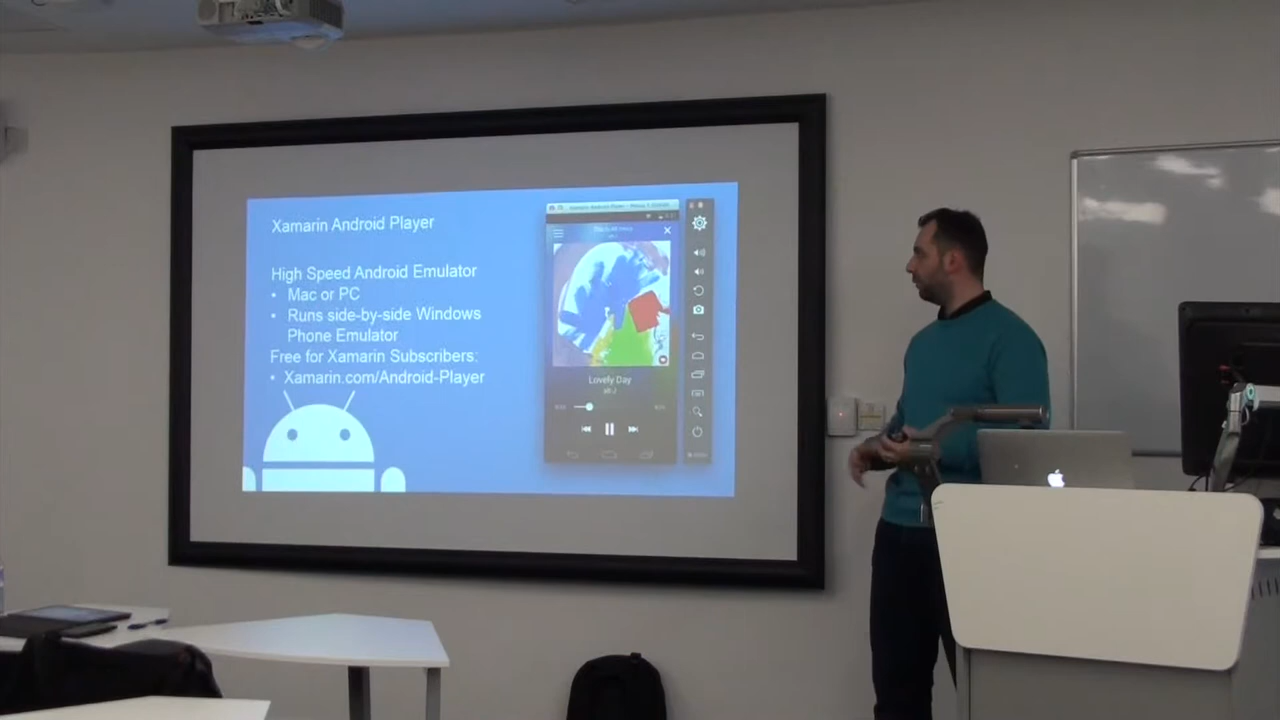 Xamarin Android Player
High Speed Android Emulator
• Mac or PC
• Runs side-by-side Windows
Phone Emulator
Free for Xamarin Subscribers:
• Xamarin.com/Android-Player
Lovely Day
alt-J